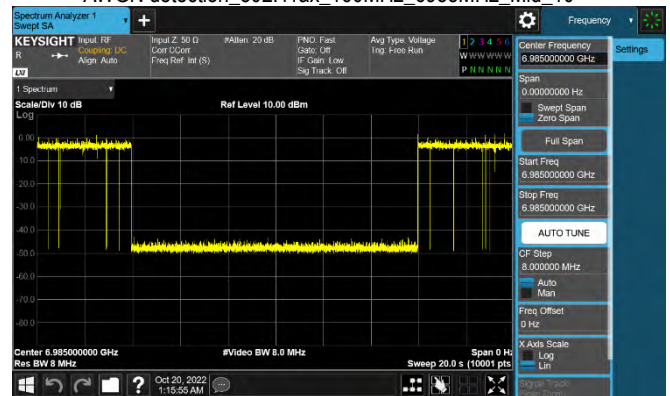 Spectrum Analyzer 1
Swept SA
Frequency
KEYSIGHT Input: RF
R Coupling: DC
Align: Auto
LXI
Input Z: 50 Ω
Corr CCorr
Freq Ref: Int (S)
#Atten: 20 dB
PNO: Fast
Gate: Off
IF Gain: Low
Sig Track: Off
Avg Type: Voltage
Trig: Free Run
1 2 3 4 5 6
W W W W W W
P N N N N N
1 Spectrum
Scale/Div 10 dB
Ref Level 10.00 dBm
Log
0.00
-10.0
-30.0
-40.0
-50.0
-60.0
-70.0
-80.0
Center 6.985000000 GHz
#Video BW 8.0 MHz
Span 0 Hz
Res BW 8 MHz
Sweep 20.0 s (10001 pts
Oct 20, 2022
1:15:55 AM
Center Frequency
6.985000000 GHz
Settings
Span
0.00000000 Hz
Swept Span
Zero Span
Full Span
Start Freq
6.985000000 GHz
Stop Freq
6.985000000 GHz
AUTO TUNE
CF Step
8.000000 MHz
Auto
Man
Freq Offset
0 Hz
X Axis Scale
Log
Lin
Signal Track